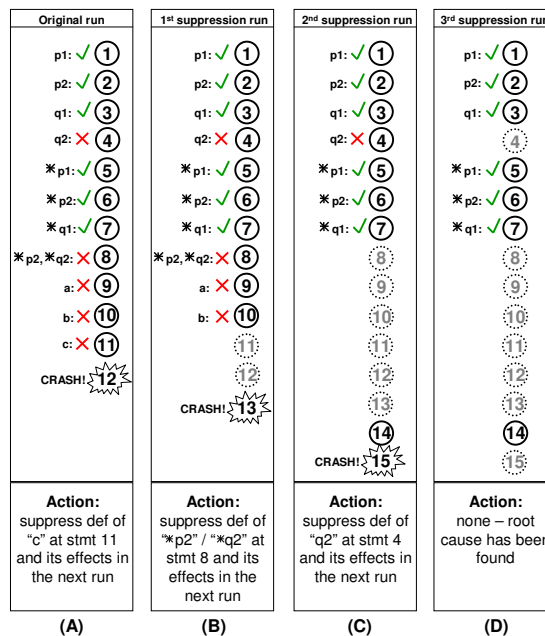 Original run
p1: ✓ 1
p2: ✓ 2
q1: ✓ 3
q2: ✗ 4
*p1: ✓ 5
*p2: ✓ 6
*q1: ✓ 7
*p2,*q2: ✗ 8
a: ✗ 9
b: ✗ 10
c: ✗ 11
CRASH! 12
Action:
suppress def of
“c” at stmt 11
and its effects in
the next run
(A)
1st suppression run
p1: ✓ 1
p2: ✓ 2
q1: ✓ 3
q2: ✗ 4
*p1: ✓ 5
*p2: ✓ 6
*q1: ✓ 7
*p2,*q2: ✗ 8
a: ✗ 9
b: ✗ 10
11
12
CRASH! 13
Action:
suppress def of
“*p2” / “*q2” at
stmt 8 and its
effects in the
next run
(B)
2nd suppression run
p1: ✓ 1
p2: ✓ 2
q1: ✓ 3
q2: ✗ 4
*p1: ✓ 5
*p2: ✓ 6
*q1: ✓ 7
8
9
10
11
12
13
14
CRASH! 15
Action:
suppress def of
“q2” at stmt 4
and its effects in
the next run
(C)
3rd suppression run
p1: ✓ 1
p2: ✓ 2
q1: ✓ 3
4
*p1: ✓ 5
*p2: ✓ 6
*q1: ✓ 7
8
9
10
11
12
13
14
15
Action:
none – root
cause has been
found
(D)